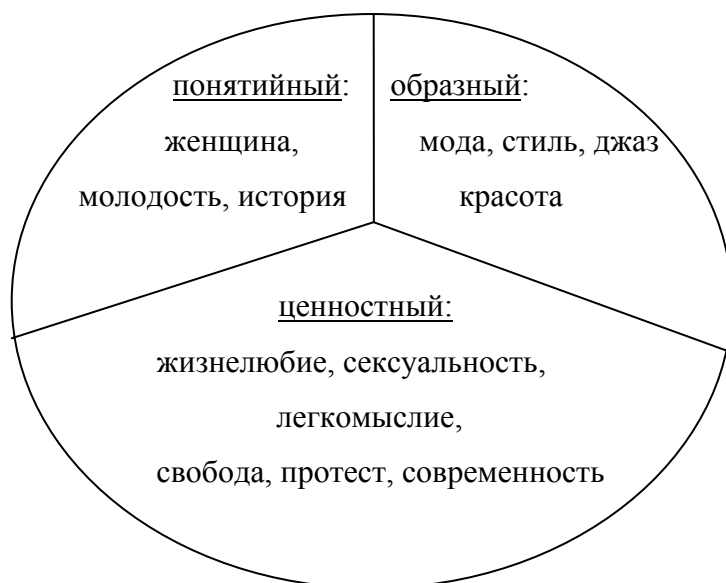 понятийный:
женщина,
молодость, история
образный:
мода, стиль, джаз
красота
ценностный:
жизнелюбие, сексуальность,
легкомыслие,
свобода, протест, современность